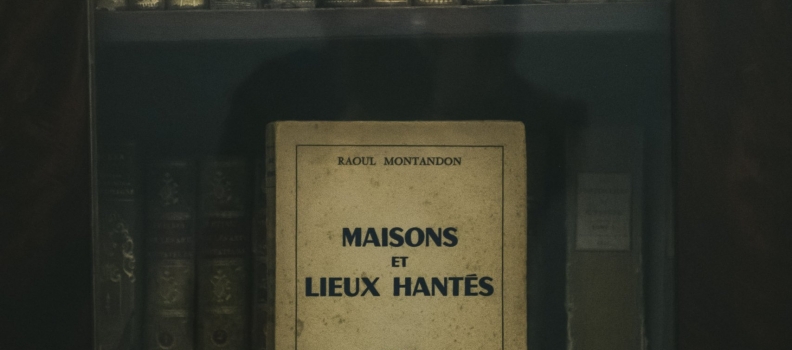 RAOUL MONTANDON
MAISONS
ET
LIEUX HANTÉS